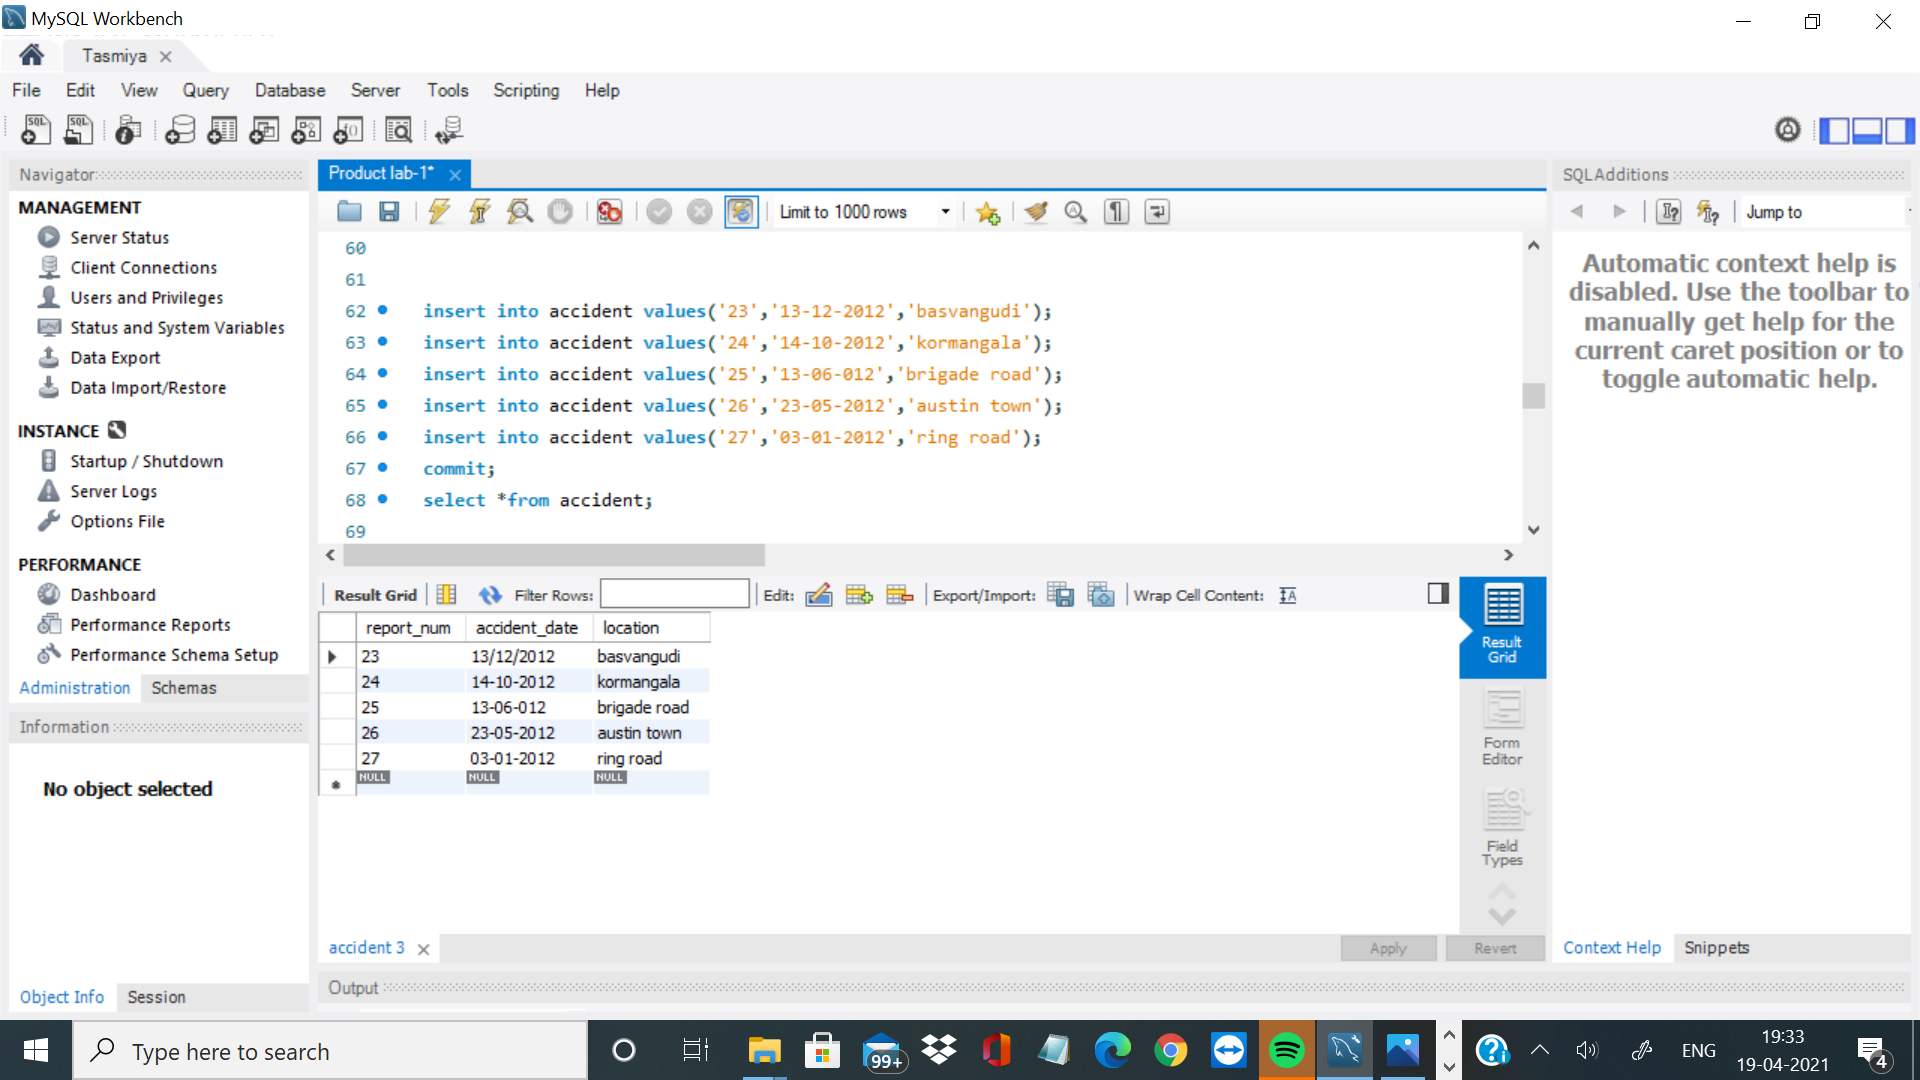 MySQL Workbench
Tasmiya
File Edit View Query Database Server Tools Scripting Help
Navigator
MANAGEMENT
Server Status
Client Connections
Users and Privileges
Status and System Variables
Data Export
Data Import/Restore
INSTANCE
Startup / Shutdown
Server Logs
Options File
PERFORMANCE
Dashboard
Performance Reports
Performance Schema Setup
Administration Schemas
Information
No object selected
Object Info Session
Product lab-1*
Limit to 1000 rows
60
61
62 insert into accident values('23','13-12-2012','basvangudi');
63 insert into accident values('24','14-10-2012','kormangala');
64 insert into accident values('25','13-06-012','brigade road');
65 insert into accident values('26','23-05-2012','austin town');
66 insert into accident values('27','03-01-2012','ring road');
67 commit;
68 select *from accident;
69
Result Grid Filter Rows: Edit: Export/Import: Wrap Cell Content:
report_num accident_date location
23 13/12/2012 basvangudi
24 14-10-2012 kormangala
25 13-06-012 brigade road
26 23-05-2012 austin town
27 03-01-2012 ring road
NULL NULL NULL
Result
Grid
Form
Editor
Field
Types
accident 3
Apply Revert
Output
SQLAdditions
Jump to
Automatic context help is
disabled. Use the toolbar to
manually get help for the
current caret position or to
toggle automatic help.
Context Help Snippets
Type here to search
99+
ENG
19:33
19-04-2021
4